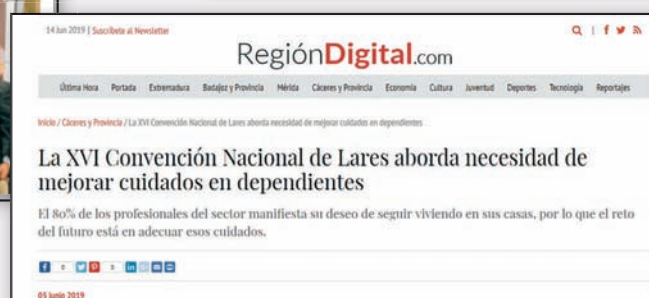 14 Jun 2019 | Suscríbete al Newsletter
RegiónDigital.com
Última Hora Portada Extremadura Badajoz y Provincia Mérida Cáceres y Provincia Economía Cultura Juventud Deportes Tecnología Reportajes
Inicio / Cáceres y Provincia / La XVI Convención Nacional de Lares aborda necesidad de mejorar cuidados en dependientes
La XVI Convención Nacional de Lares aborda necesidad de
mejorar cuidados en dependientes
El 80% de los profesionales del sector manifiesta su deseo de seguir viviendo en sus casas, por lo que el reto
del futuro está en adecuar esos cuidados.
0 0
05 Junio 2019